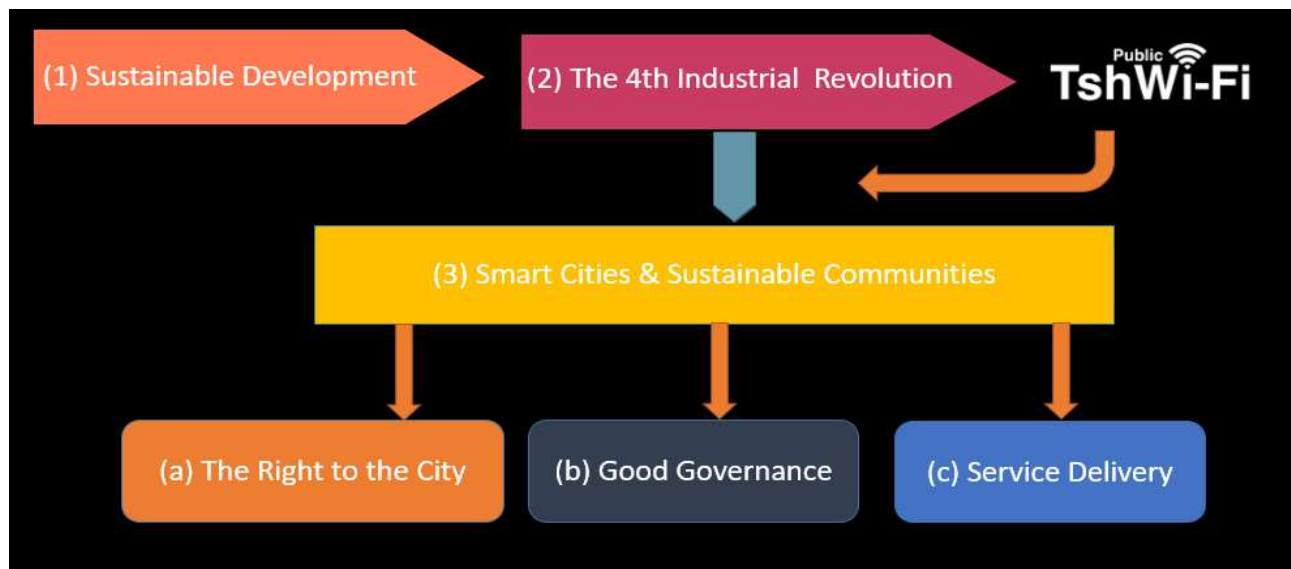 (1) Sustainable Development
(2) The 4th Industrial Revolution
Public
TshWi-Fi
(3) Smart Cities & Sustainable Communities
(a) The Right to the City
(b) Good Governance
(c) Service Delivery